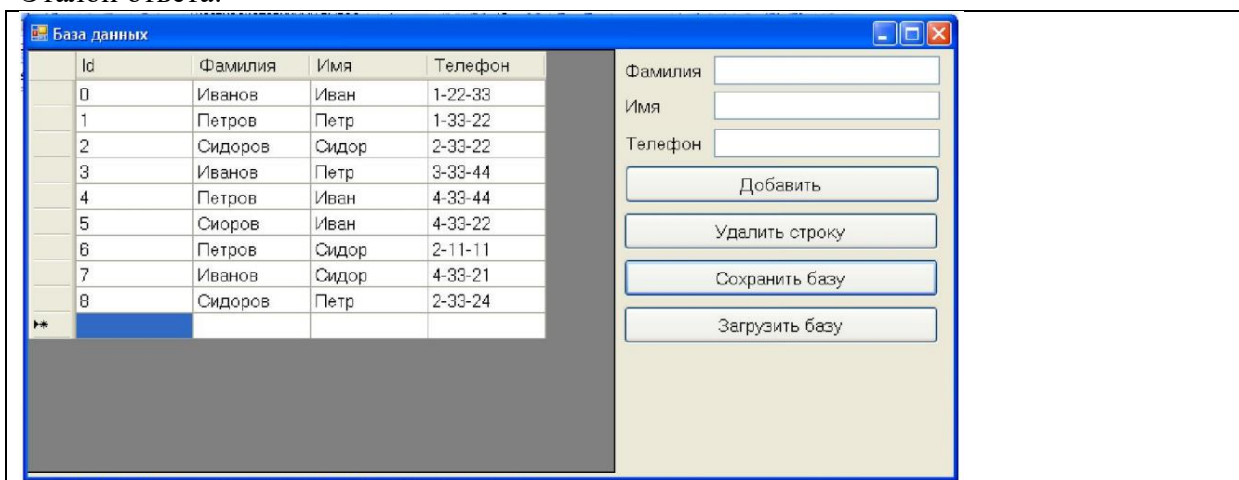 Эталон ответа:
База данных
Id Фамилия Имя Телефон
0 Иванов Иван 1-22-33
1 Петров Петр 1-33-22
2 Сидоров Сидор 2-33-22
3 Иванов Петр 3-33-44
4 Петров Иван 4-33-44
5 Сиоров Иван 4-33-22
6 Петров Сидор 2-11-11
7 Иванов Сидор 4-33-21
8 Сидоров Петр 2-33-24
Фамилия
Имя
Телефон
Добавить
Удалить строку
Сохранить базу
Загрузить базу